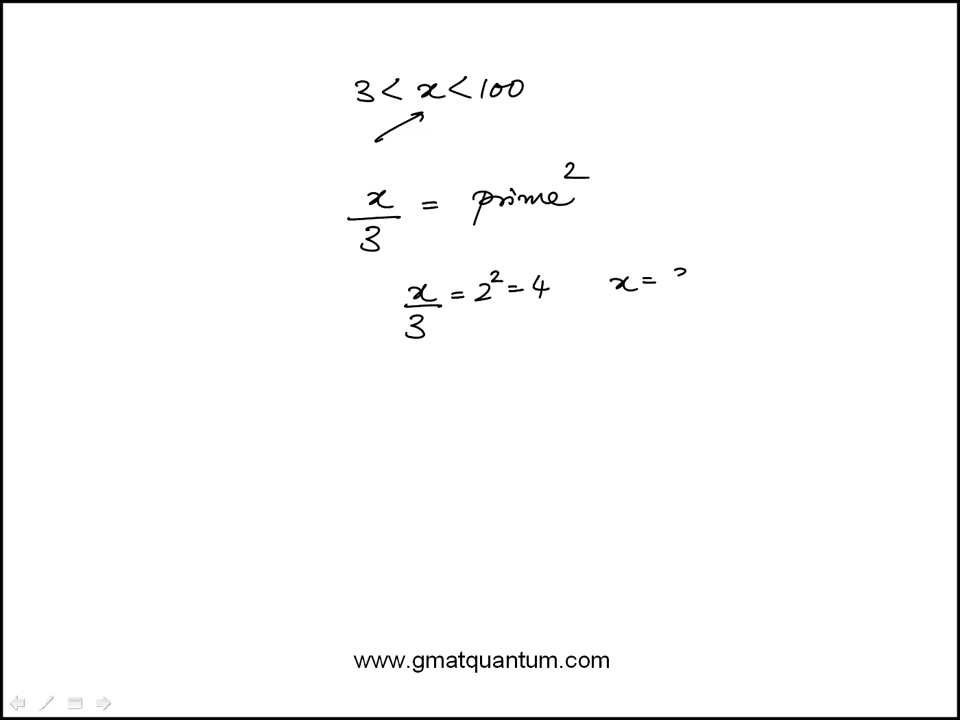 3 < x < 100
x/3 = prime²
x/3 = 2² = 4 x =
www.gmatquantum.com